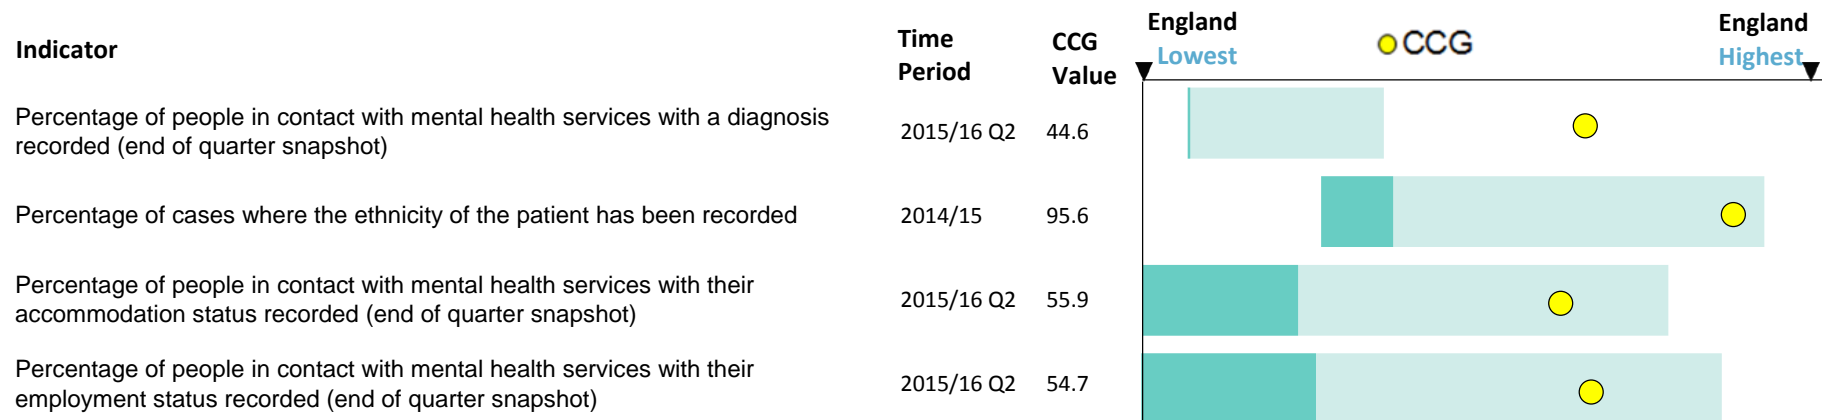 Indicator
Time
Period
CCG
Value
England
Lowest
CCG
England
Highest
Percentage of people in contact with mental health services with a diagnosis
recorded (end of quarter snapshot)
2015/16 Q2
44.6
Percentage of cases where the ethnicity of the patient has been recorded
2014/15
95.6
Percentage of people in contact with mental health services with their
accommodation status recorded (end of quarter snapshot)
2015/16 Q2
55.9
Percentage of people in contact with mental health services with their
employment status recorded (end of quarter snapshot)
2015/16 Q2
54.7